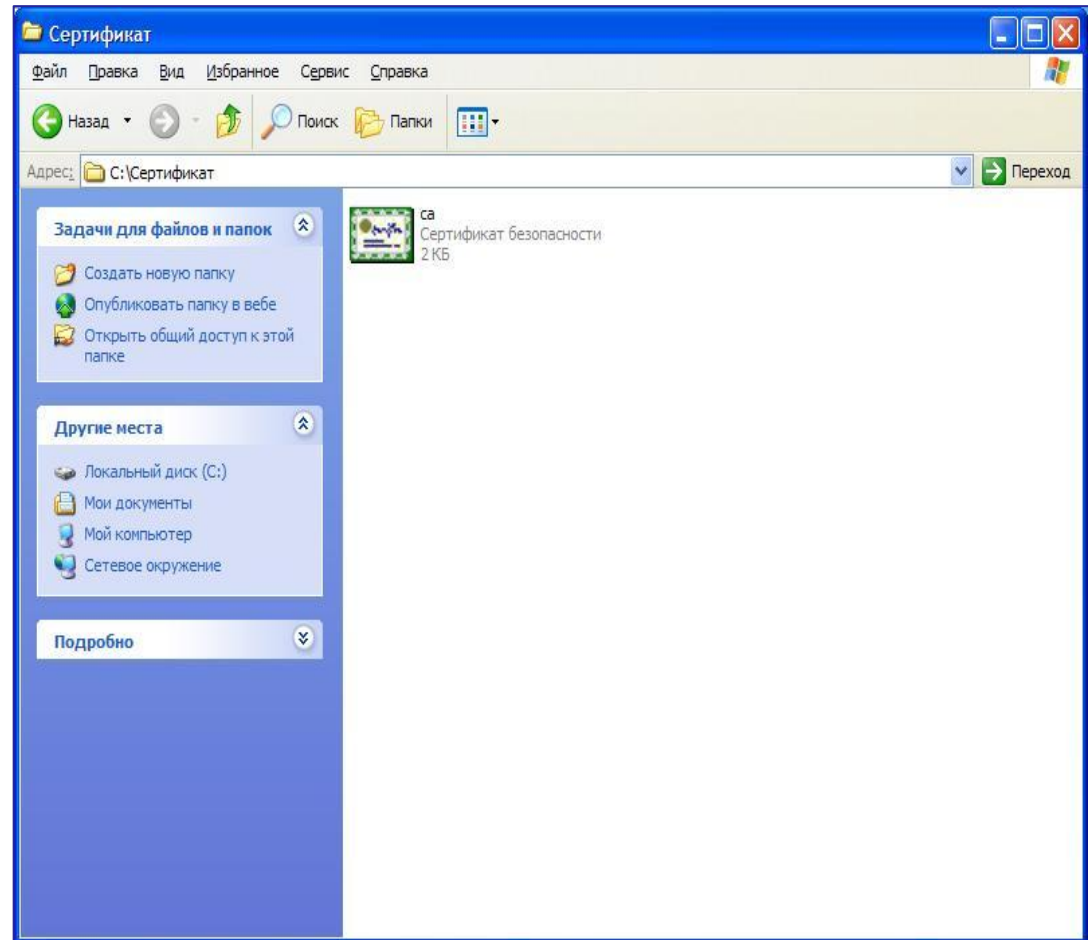 Сертификат
Файл Правка Вид Избранное Сервис Справка
Назад Поиск Папки
Адрес: C:\Сертификат Переход
Задачи для файлов и папок
Создать новую папку
Опубликовать папку в вебе
Открыть общий доступ к этой
папке
Другие места
Локальный диск (C:)
Мои документы
Мой компьютер
Сетевое окружение
Подробно
ca
Сертификат безопасности
2 КБ